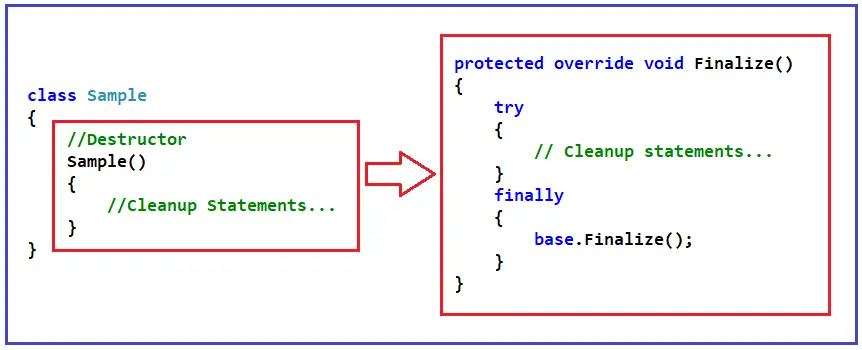 class Sample
{
//Destructor
Sample()
{
//Cleanup Statements...
}
}
protected override void Finalize()
{
try
{
// Cleanup statements...
}
finally
{
base.Finalize();
}
}